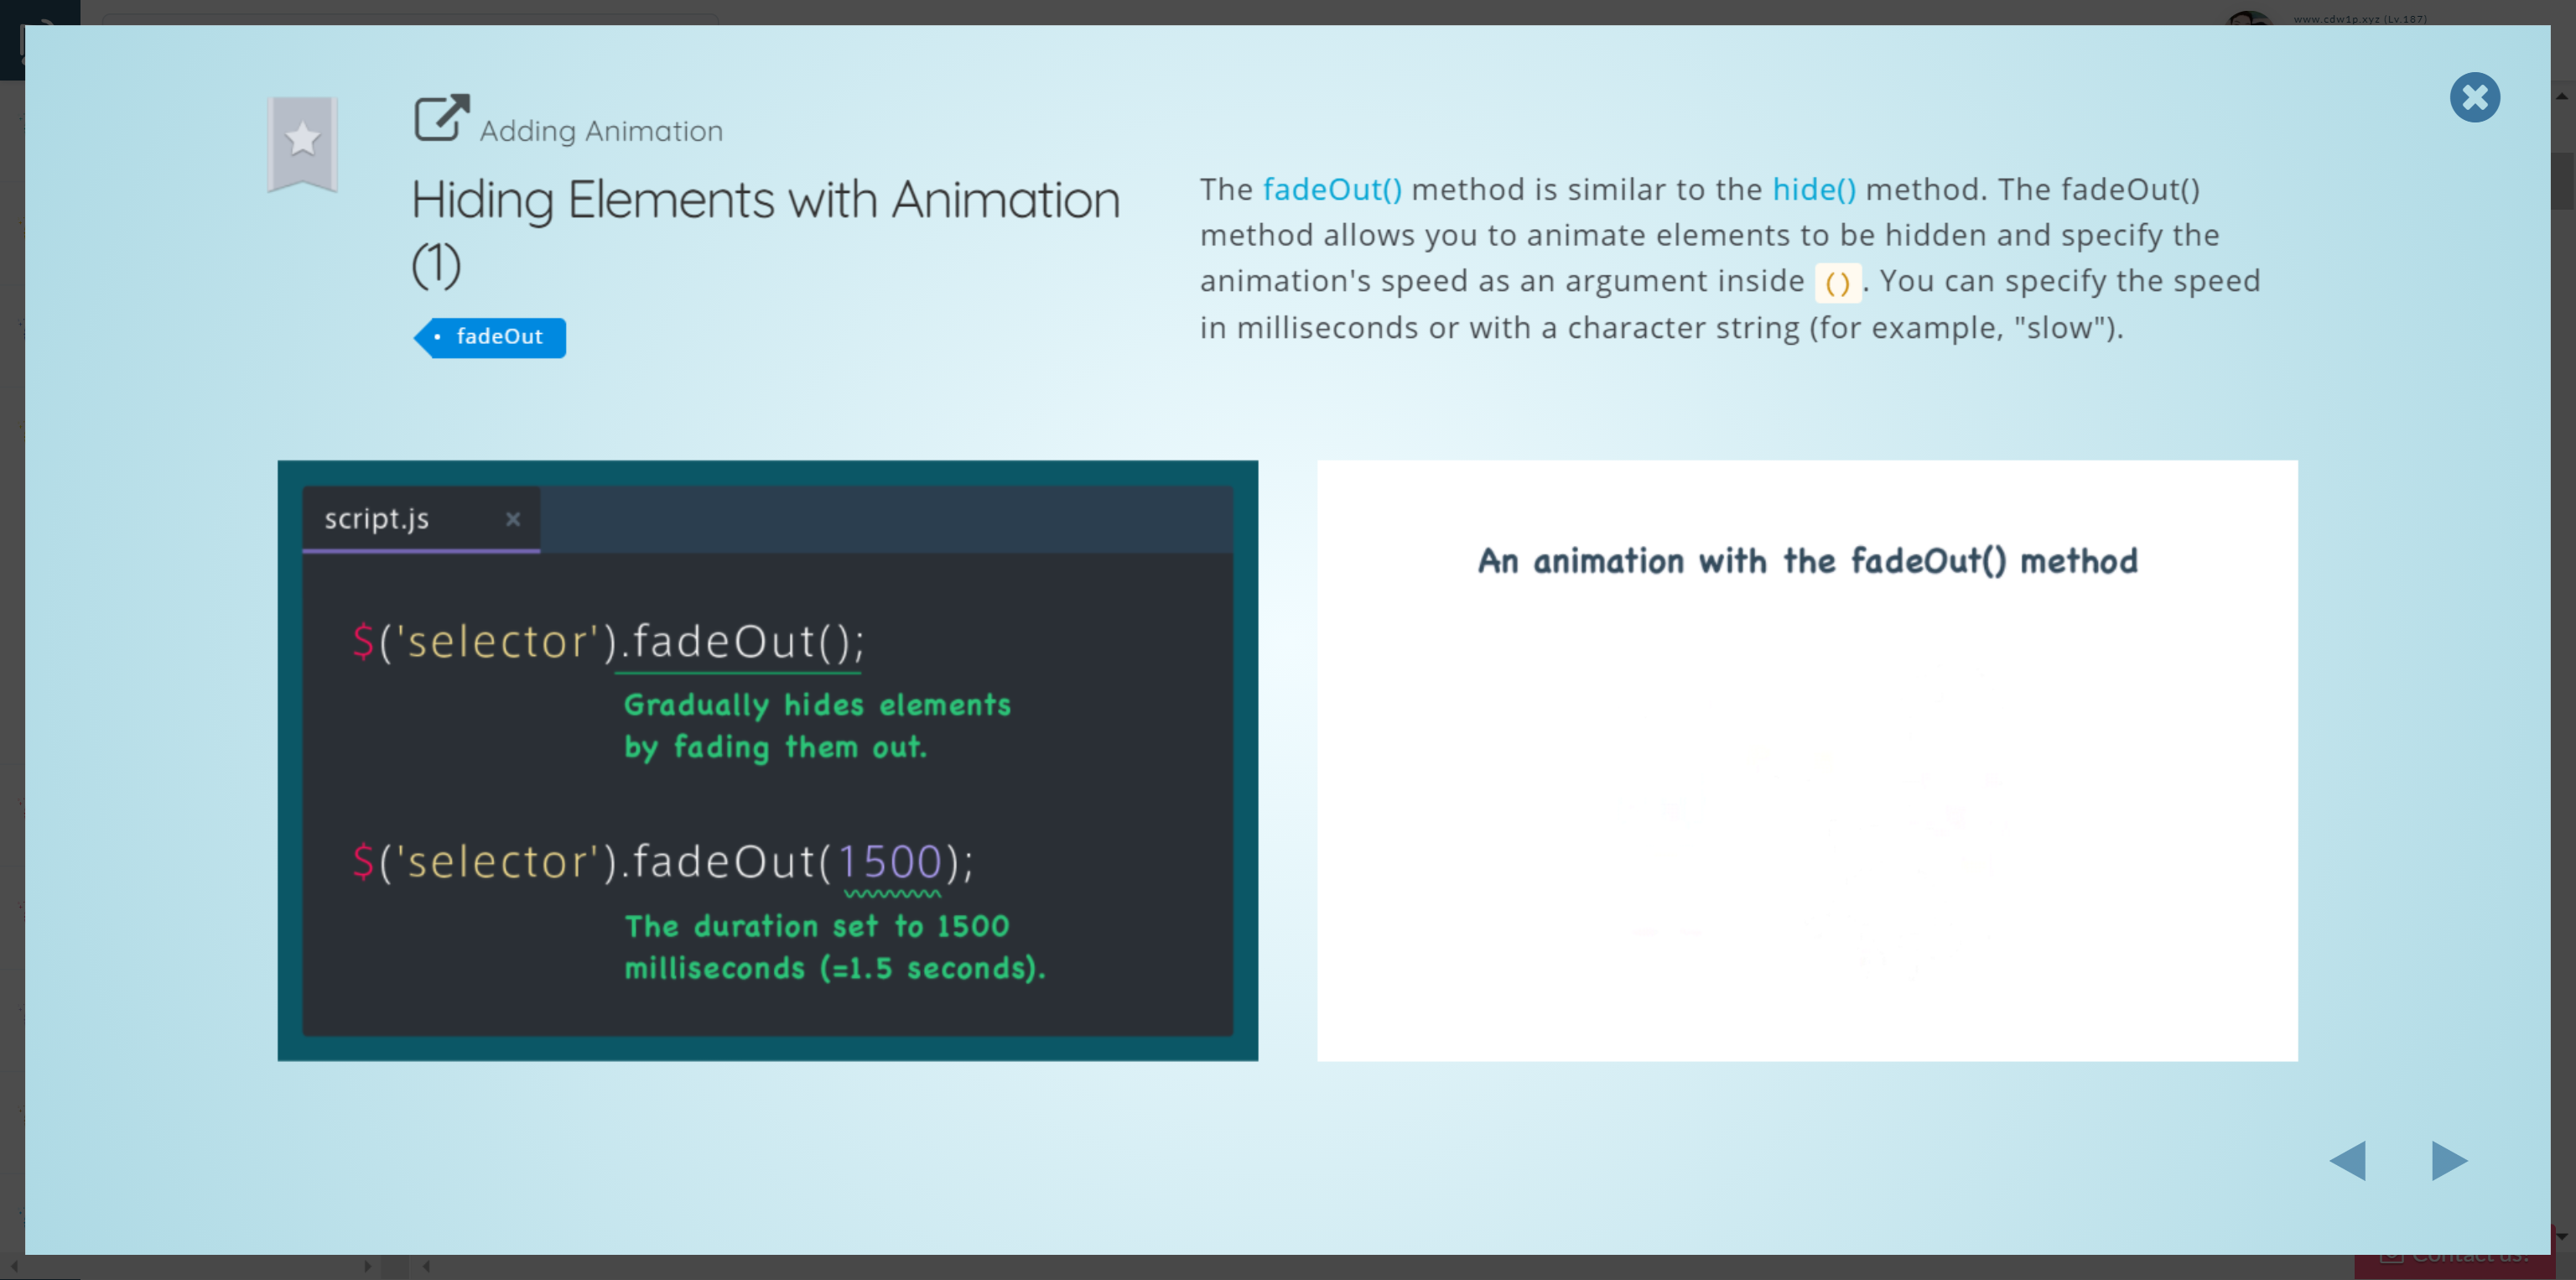 www.cdw1p.xyz (Lv.187)
Adding Animation
Hiding Elements with Animation
(1)
• fadeOut
The fadeOut() method is similar to the hide() method. The fadeOut()
method allows you to animate elements to be hidden and specify the
animation's speed as an argument inside () . You can specify the speed
in milliseconds or with a character string (for example, "slow").
script.js
$('selector').fadeOut();
Gradually hides elements
by fading them out.
$('selector').fadeOut(1500);
The duration set to 1500
milliseconds (=1.5 seconds).
An animation with the fadeOut() method
Contact us!